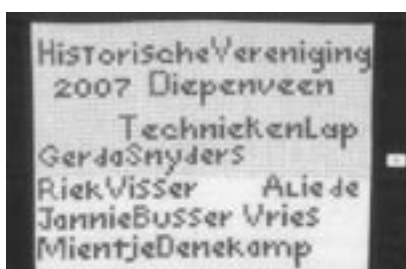 HistorischeVereniging
2007 Diepenveen
TechniekenLap
GerdaSnyders
RiekVisser Alie de
JannieBusser Vries
MientjeDenekamp